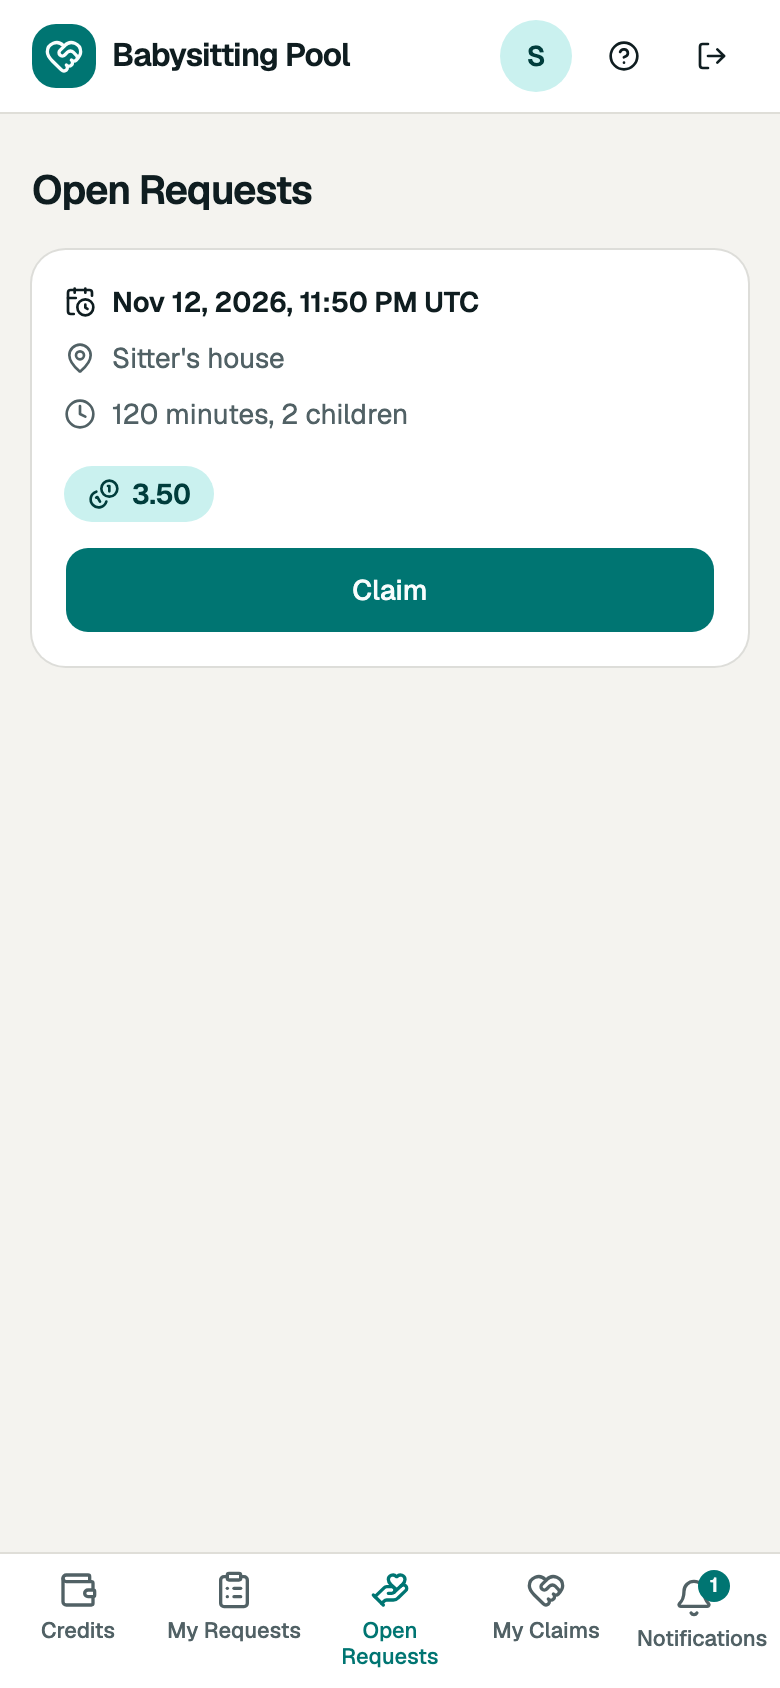 Babysitting Pool
S
Open Requests
Nov 12, 2026, 11:50 PM UTC
Sitter's house
120 minutes, 2 children
3.50
Claim
Credits
My Requests
Open
Requests
My Claims
1
Notifications